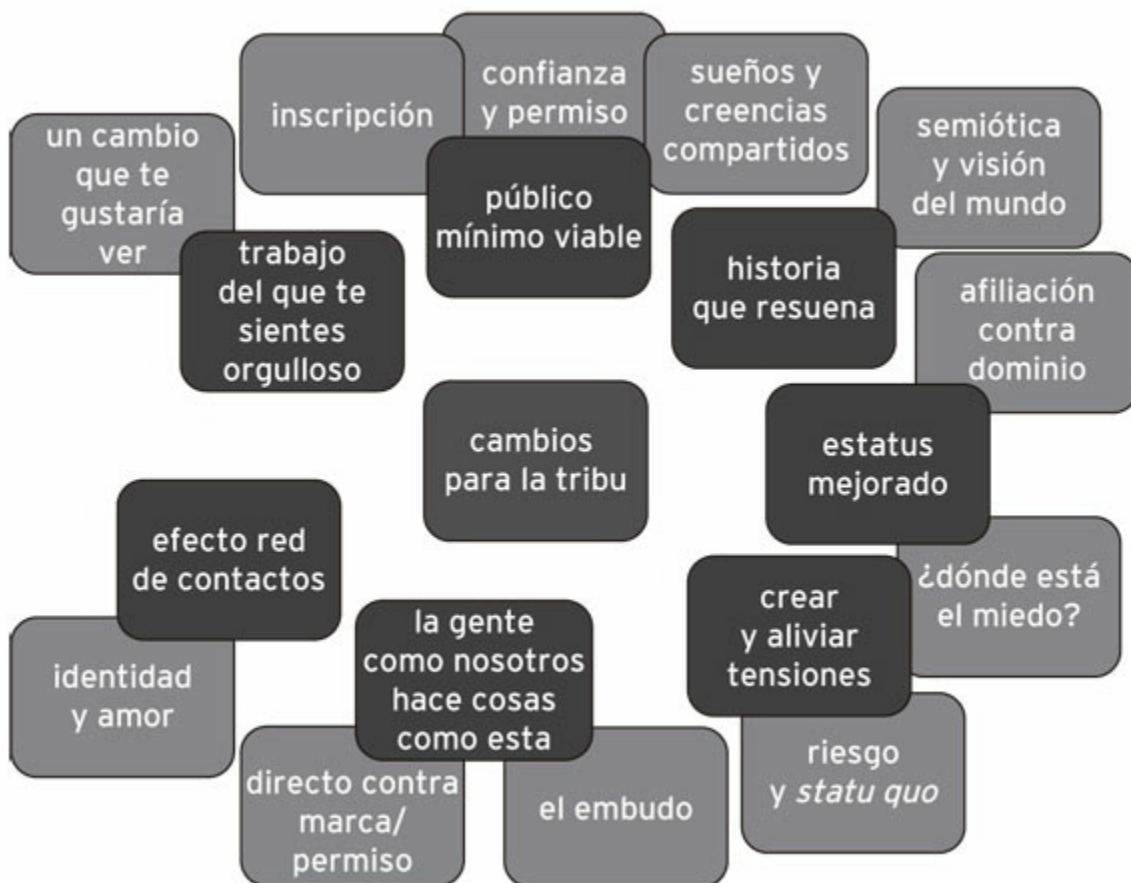 inscripción
confianza
y permiso
sueños y
creencias
compartidos
semiótica
y visión
del mundo
un cambio
que te
gustaría
ver
público
mínimo viable
trabajo
del que te
sientes
orgulloso
historia
que resuena
afiliación
contra
dominio
cambios
para la tribu
estatus
mejorado
efecto red
de contactos
¿dónde está
el miedo?
crear
y aliviar
tensiones
la gente
como nosotros
hace cosas
como esta
identidad
y amor
directo contra
marca/
permiso
el embudo
riesgo
y statu quo